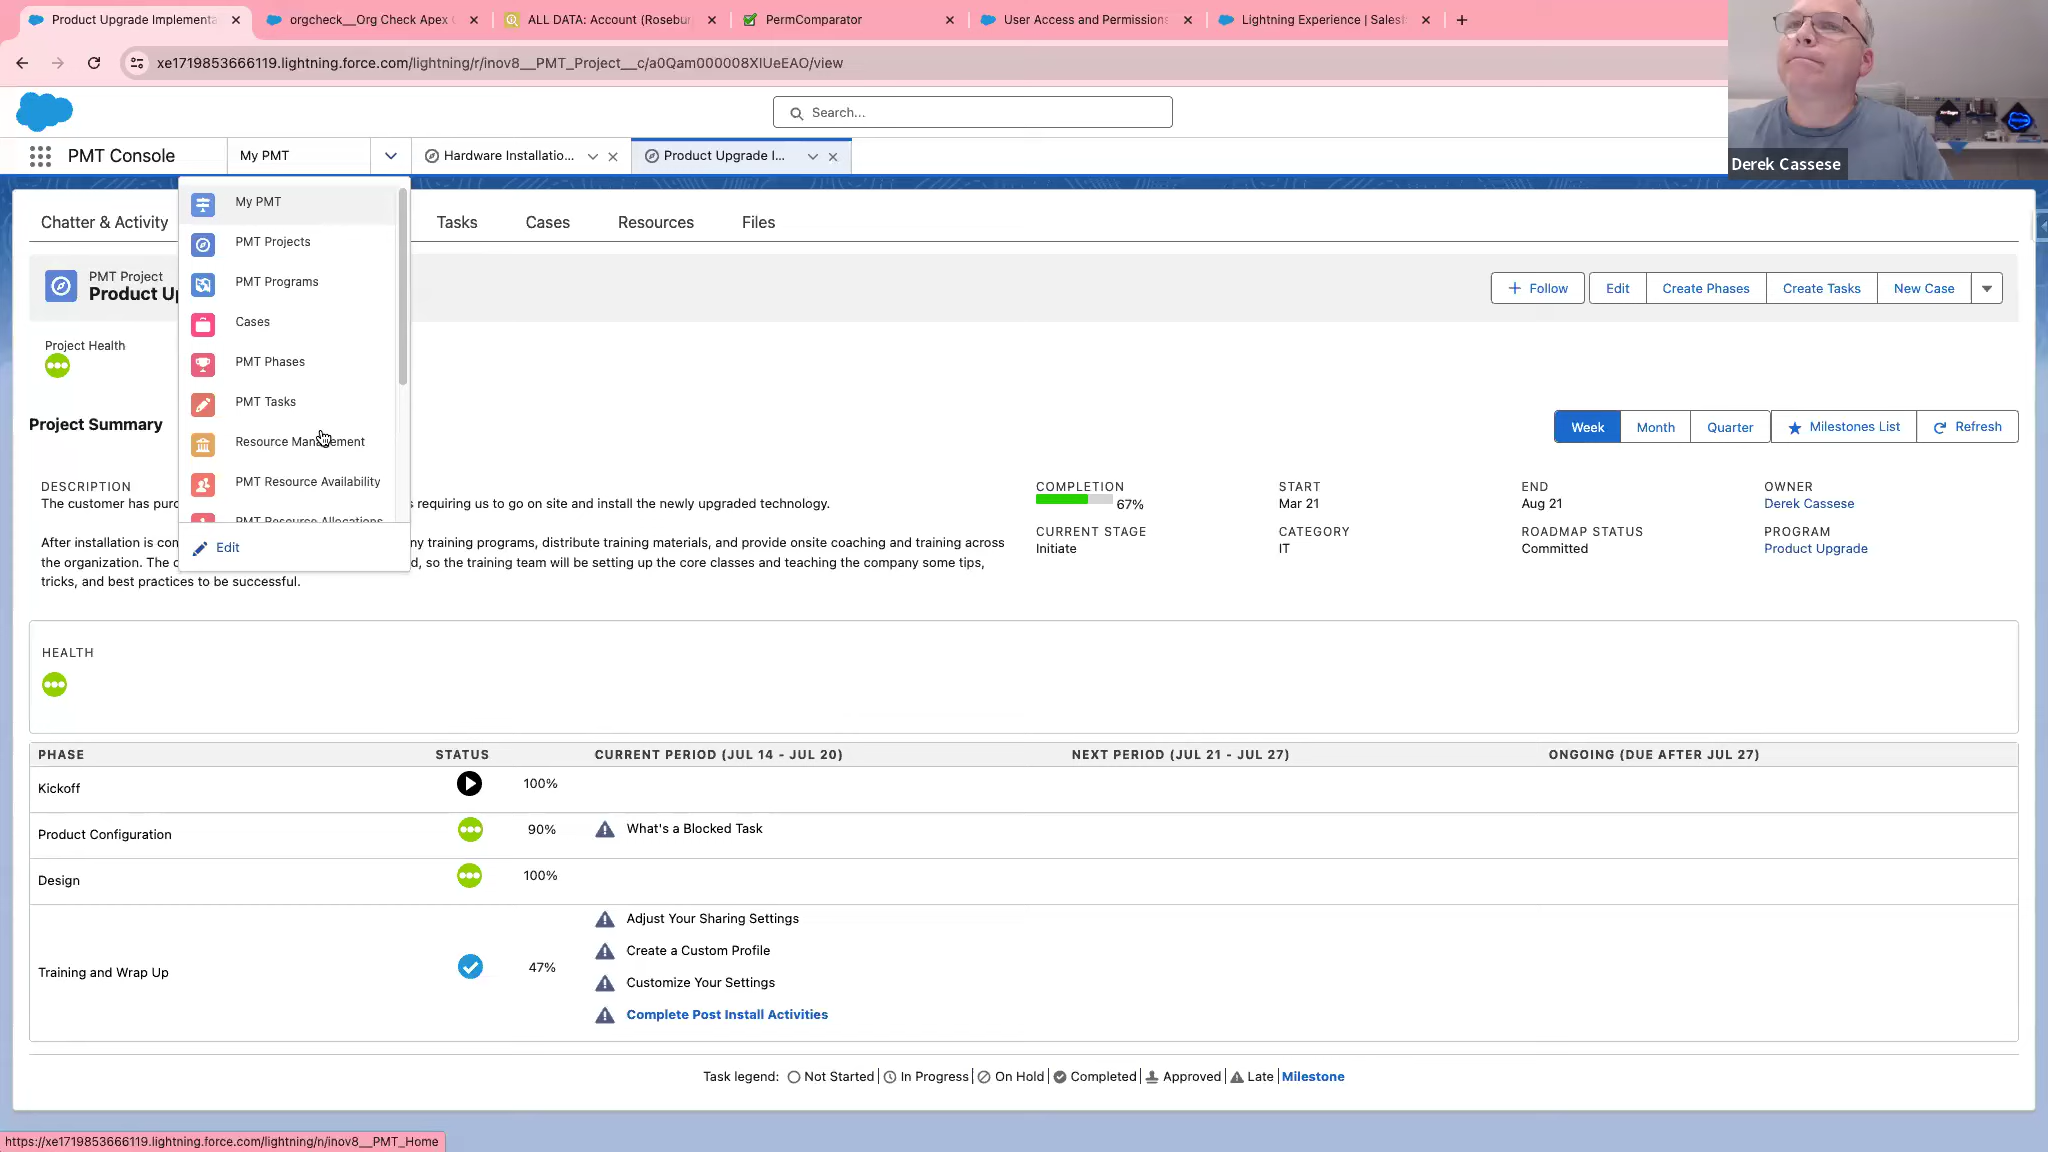 Product Upgrade Implementa
orgcheck__Org Check Apex
ALL DATA: Account (Rosebur
PermComparator
User Access and Permissions
Lightning Experience | Salesf
xe1719853666119.lightning.force.com/lightning/r/inov8__PMT_Project__c/a0Qam000008XlUeEAO/view
Search...
Derek Cassese
PMT Console
My PMT
Hardware Installatio...
Product Upgrade I...
Chatter & Activity
Tasks
Cases
Resources
Files
My PMT
PMT Projects
PMT Programs
Cases
PMT Phases
PMT Tasks
Resource Management
PMT Resource Availability
PMT Resource Allocations
Edit
PMT Project
Product Up
Follow
Edit
Create Phases
Create Tasks
New Case
Project Health
Project Summary
Week
Month
Quarter
Milestones List
Refresh
DESCRIPTION
The customer has purc s requiring us to go on site and install the newly upgraded technology.
After installation is con ny training programs, distribute training materials, and provide onsite coaching and training across
the organization. The c d, so the training team will be setting up the core classes and teaching the company some tips,
tricks, and best practices to be successful.
COMPLETION
67%
START
Mar 21
END
Aug 21
OWNER
Derek Cassese
CURRENT STAGE
Initiate
CATEGORY
IT
ROADMAP STATUS
Committed
PROGRAM
Product Upgrade
HEALTH
PHASE STATUS CURRENT PERIOD (JUL 14 - JUL 20) NEXT PERIOD (JUL 21 - JUL 27) ONGOING (DUE AFTER JUL 27)
Kickoff 100%
Product Configuration 90% What's a Blocked Task
Design 100%
Training and Wrap Up 47%
Adjust Your Sharing Settings
Create a Custom Profile
Customize Your Settings
Complete Post Install Activities
Task legend: Not Started | In Progress | On Hold | Completed | Approved | Late | Milestone
https://xe1719853666119.lightning.force.com/lightning/n/inov8__PMT_Home